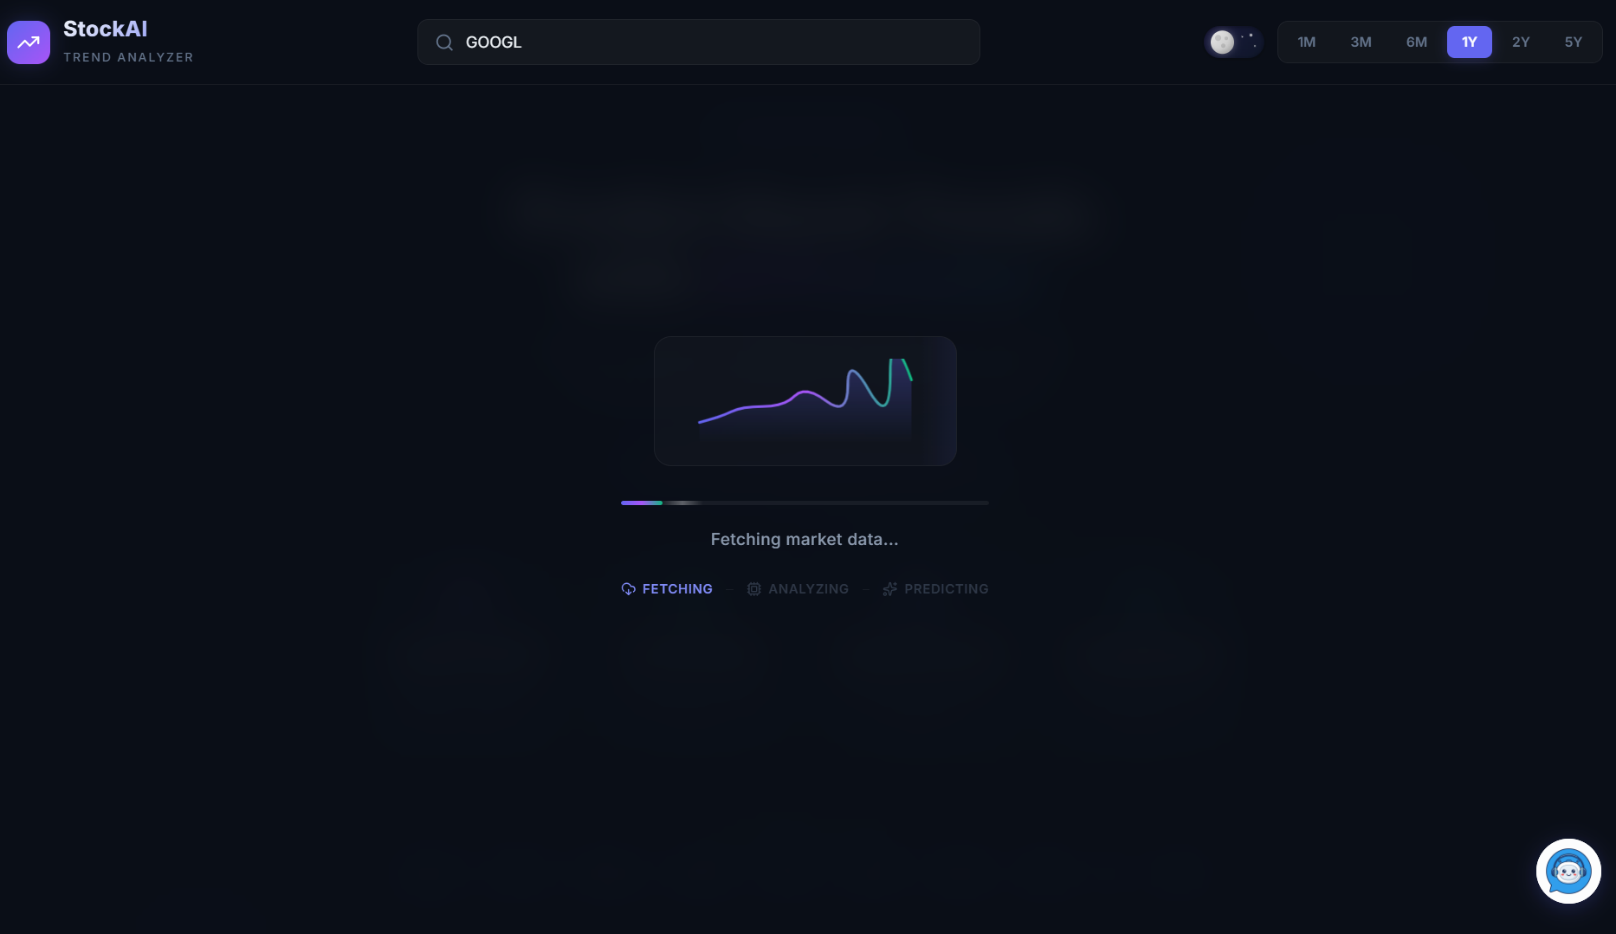 StockAI
TREND ANALYZER
GOOGL
1M 3M 6M 1Y 2Y 5Y
Fetching market data...
FETCHING – ANALYZING – PREDICTING